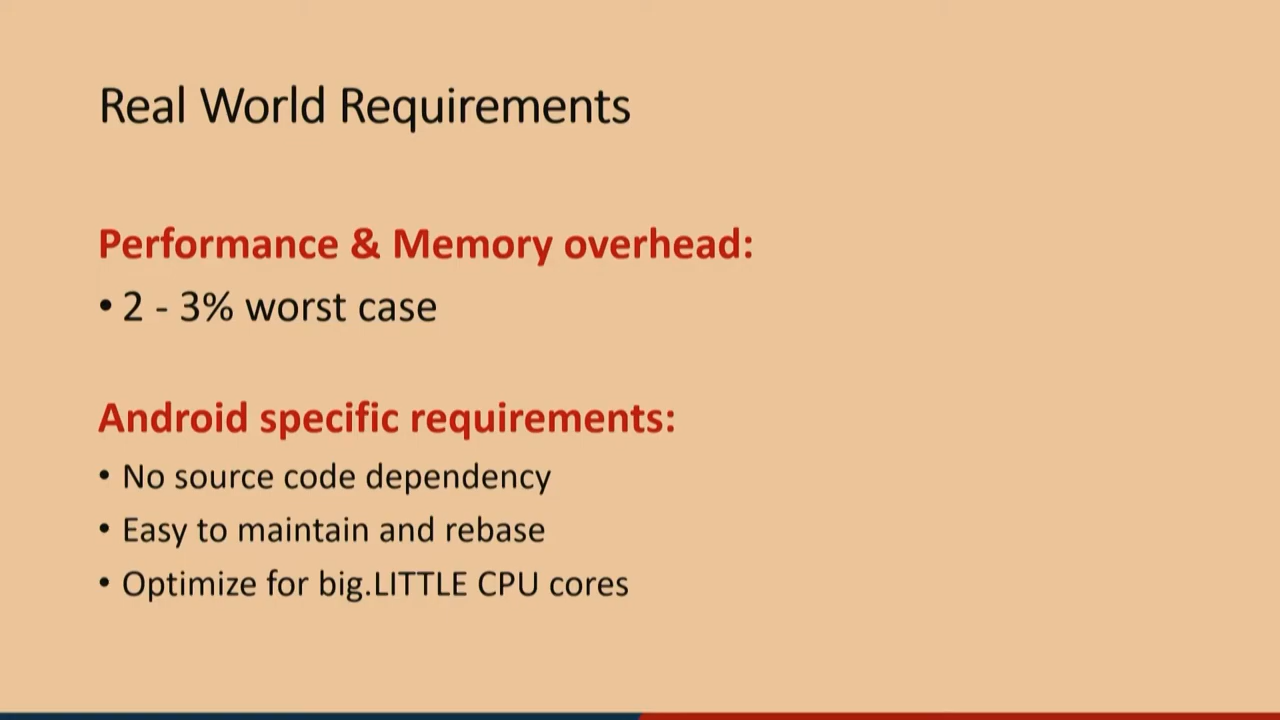 Real World Requirements
Performance & Memory overhead:
• 2 - 3% worst case
Android specific requirements:
• No source code dependency
• Easy to maintain and rebase
• Optimize for big.LITTLE CPU cores